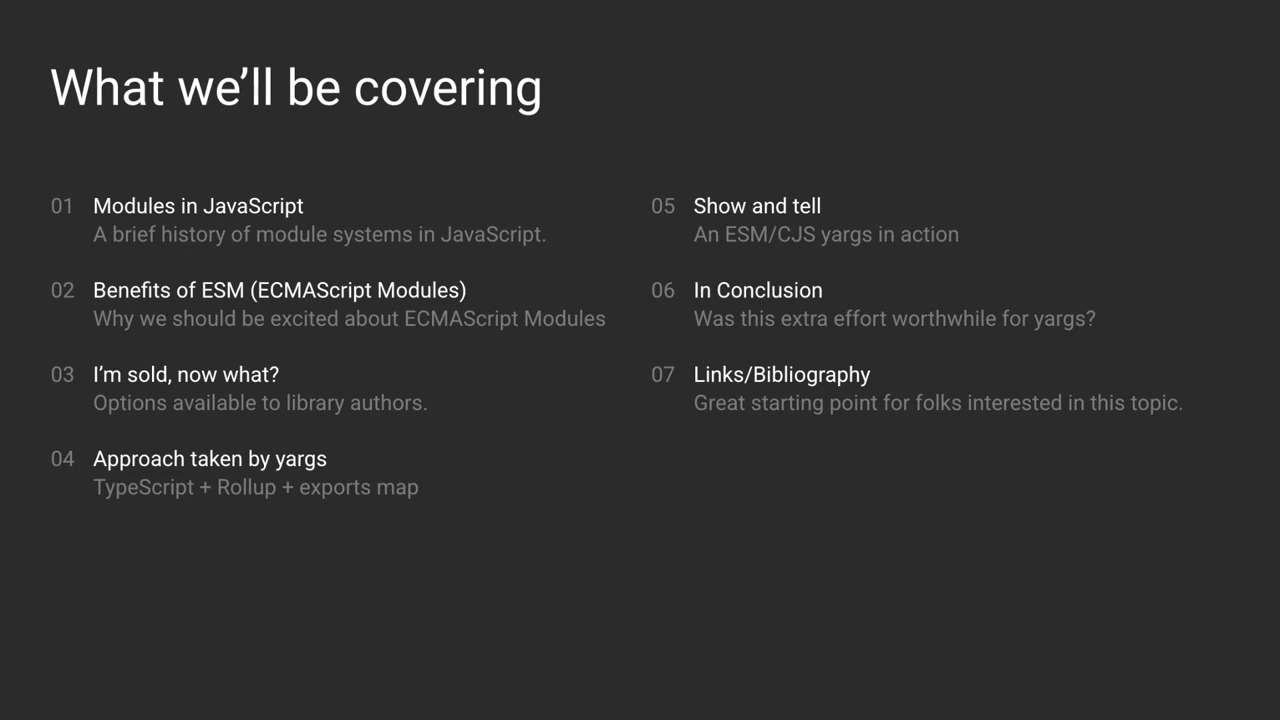 What we’ll be covering
01 Modules in JavaScript
A brief history of module systems in JavaScript.
02 Benefits of ESM (ECMAScript Modules)
Why we should be excited about ECMAScript Modules
03 I’m sold, now what?
Options available to library authors.
04 Approach taken by yargs
TypeScript + Rollup + exports map
05 Show and tell
An ESM/CJS yargs in action
06 In Conclusion
Was this extra effort worthwhile for yargs?
07 Links/Bibliography
Great starting point for folks interested in this topic.